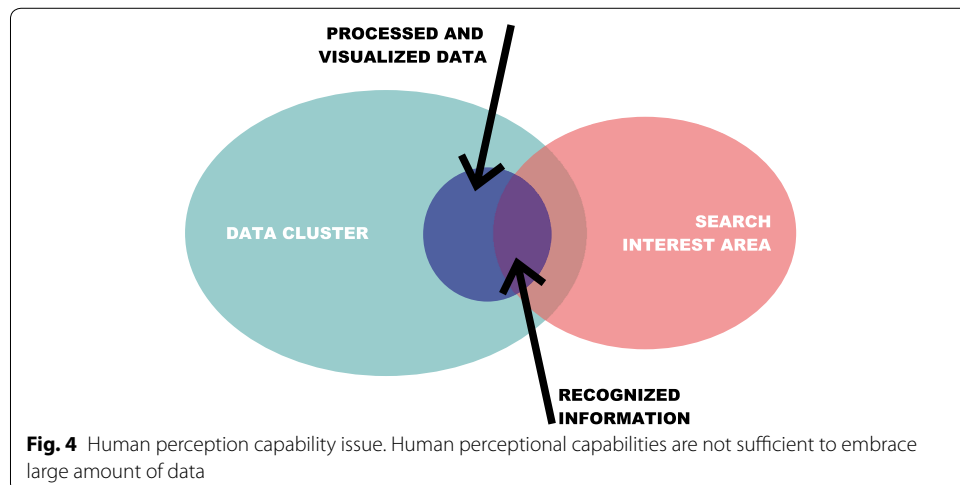 PROCESSED AND
VISUALIZED DATA
DATA CLUSTER
SEARCH
INTEREST AREA
RECOGNIZED
INFORMATION
Fig. 4 Human perception capability issue. Human perceptional capabilities are not sufficient to embrace
large amount of data